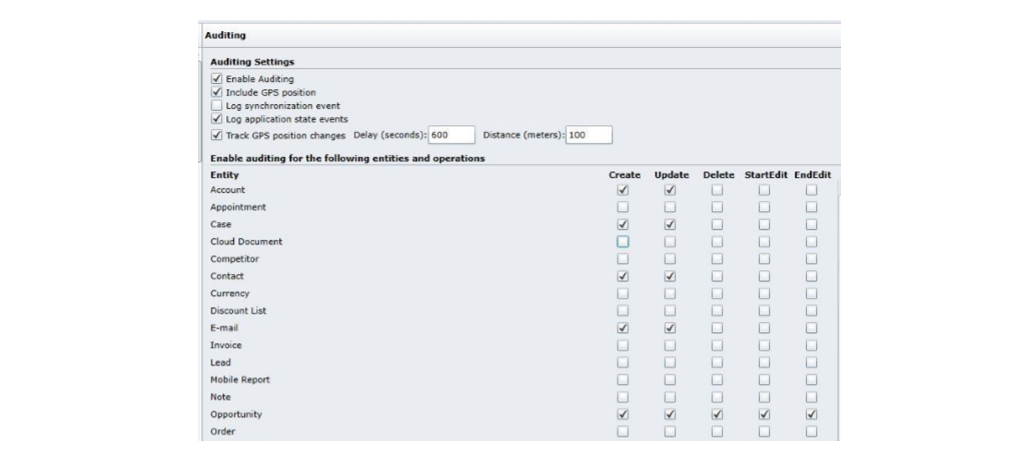 Auditing
Auditing Settings
Enable Auditing
Include GPS position
Log synchronization event
Log application state events
Track GPS position changes Delay (seconds): 600 Distance (meters): 100
Enable auditing for the following entities and operations
Entity Create Update Delete StartEdit EndEdit
Account
Appointment
Case
Cloud Document
Competitor
Contact
Currency
Discount List
E-mail
Invoice
Lead
Mobile Report
Note
Opportunity
Order